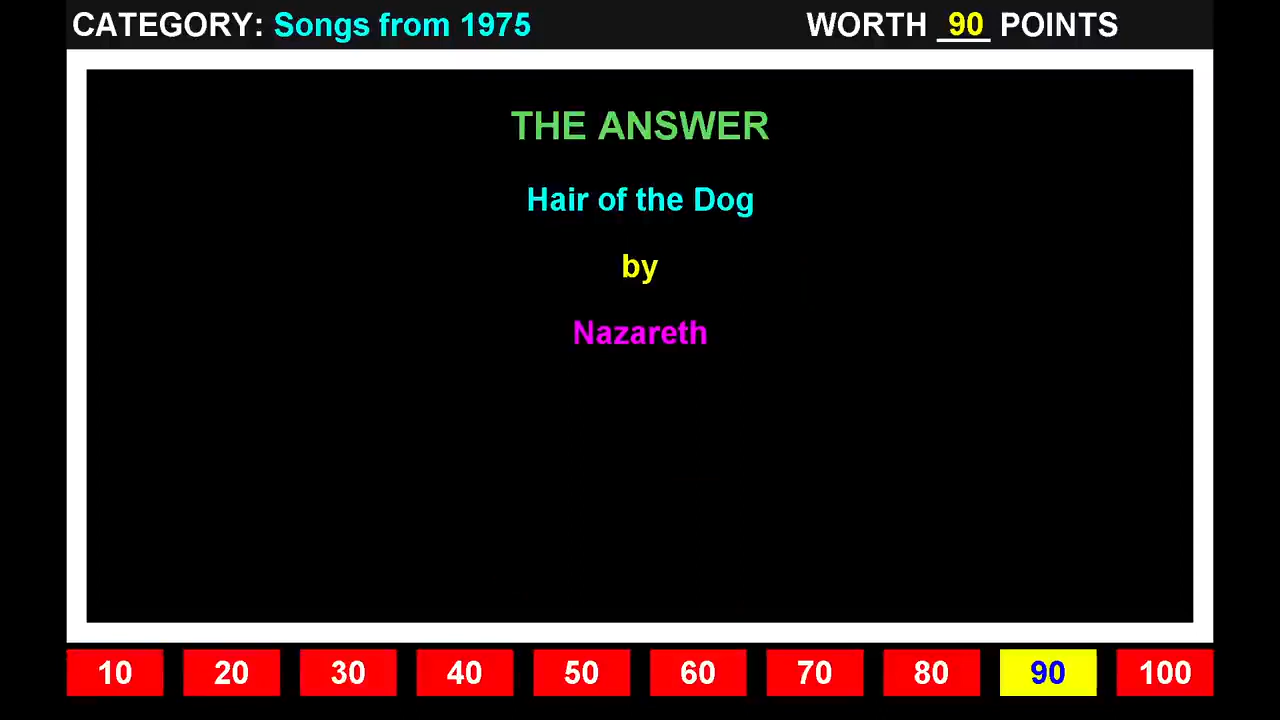 CATEGORY: Songs from 1975 WORTH 90 POINTS
THE ANSWER
Hair of the Dog
by
Nazareth
10 20 30 40 50 60 70 80 90 100